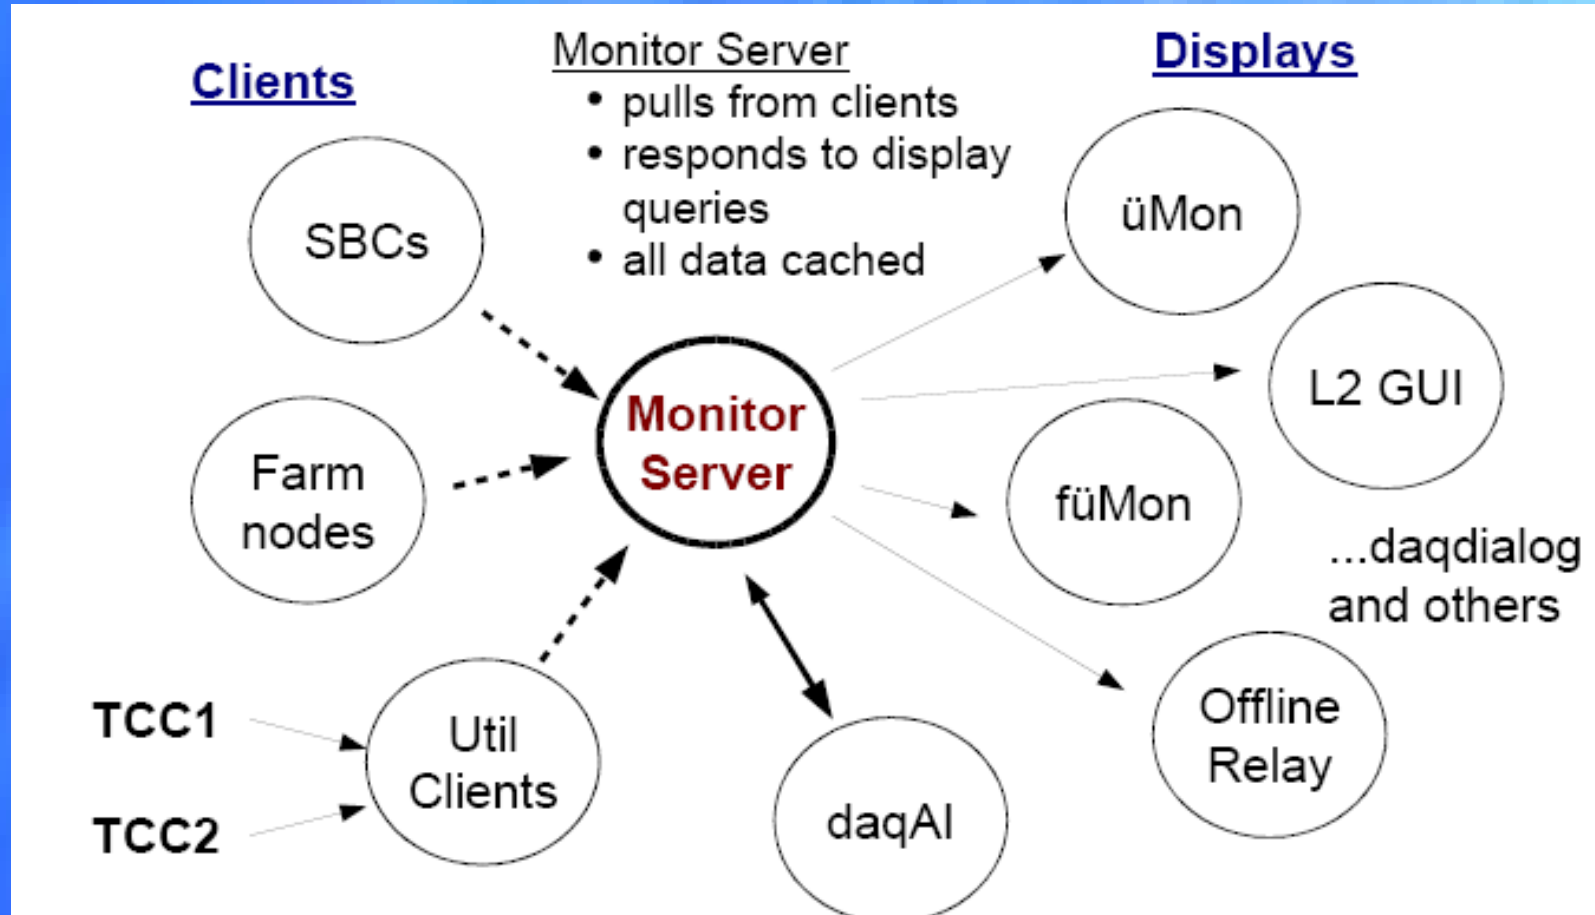 Clients
Monitor Server
• pulls from clients
• responds to display
queries
• all data cached
Displays
SBCs
Farm
nodes
TCC1
TCC2
Util
Clients
Monitor
Server
daqAI
üMon
L2 GUI
füMon
...daqdialog
and others
Offline
Relay